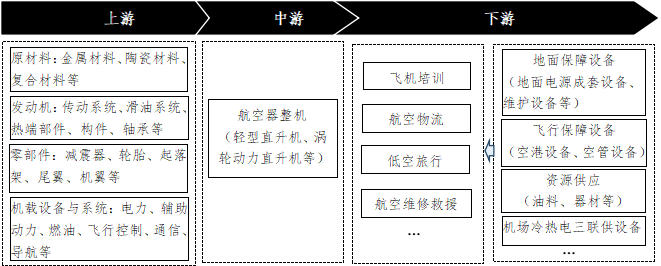 上游
中游
下游
原材料：金属材料、陶瓷材料、
复合材料等
发动机：传动系统、滑油系统、
热端部件、构件、轴承等
零部件：减震器、轮胎、起落
架、尾翼、机翼等
机载设备与系统：电力、辅助
动力、燃油、飞行控制、通信、
导航等
航空器整机
（轻型直升机、涡
轮动力直升机等）
飞机培训
航空物流
低空旅行
航空维修救援
…
地面保障设备
（地面电源成套设备、
维护设备等）
飞行保障设备
（空港设备、空管设备）
资源供应
（油料、器材等）
机场冷热电三联供设备
…